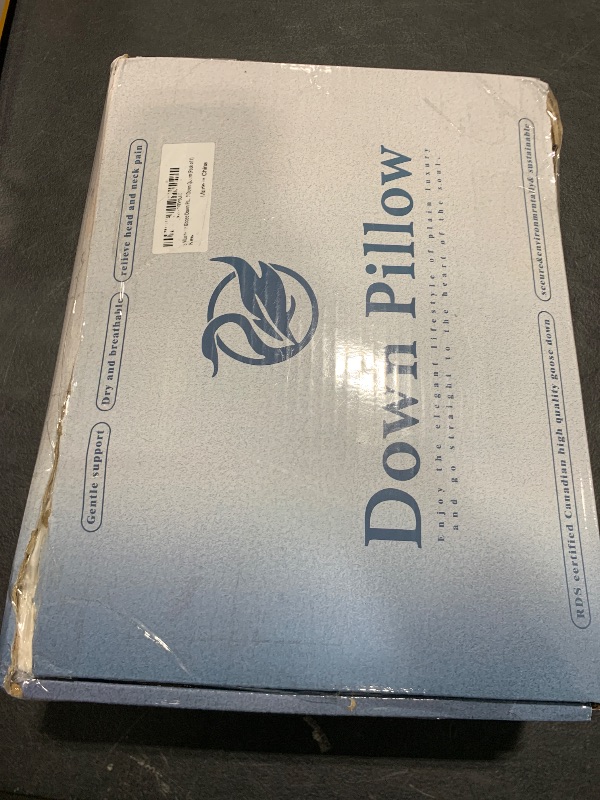 relieve head and neck pain
Dry and breathable
Gentle support
China
Down Pillow
Enjoy the elegant lifestyle of plain luxury
and go straight to the heart of the soul.
secure&environmentally& sustainable
RDS certified Canadian high quality goose down